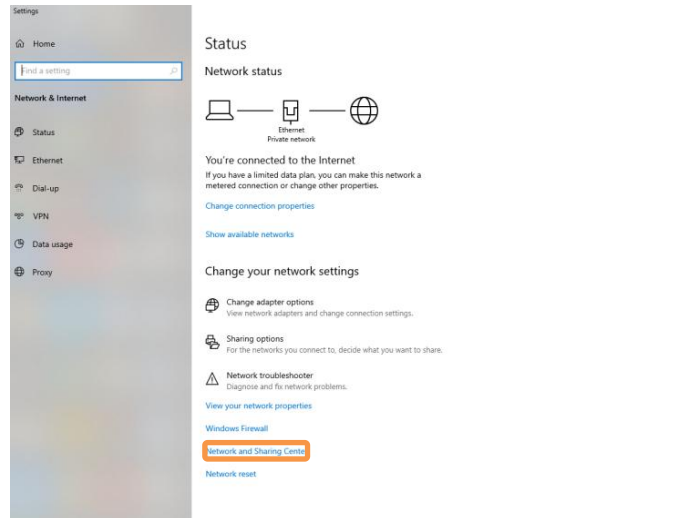 Settings
Home
Find a setting
Network & Internet
Status
Ethernet
Dial-up
VPN
Data usage
Proxy
Status
Network status
Ethernet
Private network
You're connected to the Internet
If you have a limited data plan, you can make this network a
metered connection or change other properties.
Change connection properties
Show available networks
Change your network settings
Change adapter options
View network adapters and change connection settings.
Sharing options
For the networks you connect to, decide what you want to share.
Network troubleshooter
Diagnose and fix network problems.
View your network properties
Windows Firewall
Network and Sharing Center
Network reset